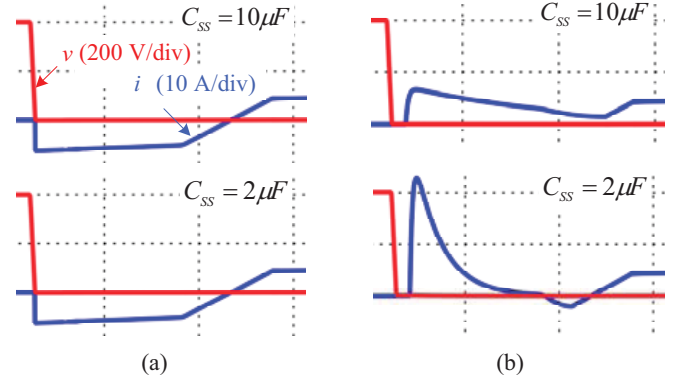 C_SS = 10μF
v (200 V/div)
i (10 A/div)
C_SS = 10μF
C_SS = 2μF
C_SS = 2μF
(a)
(b)